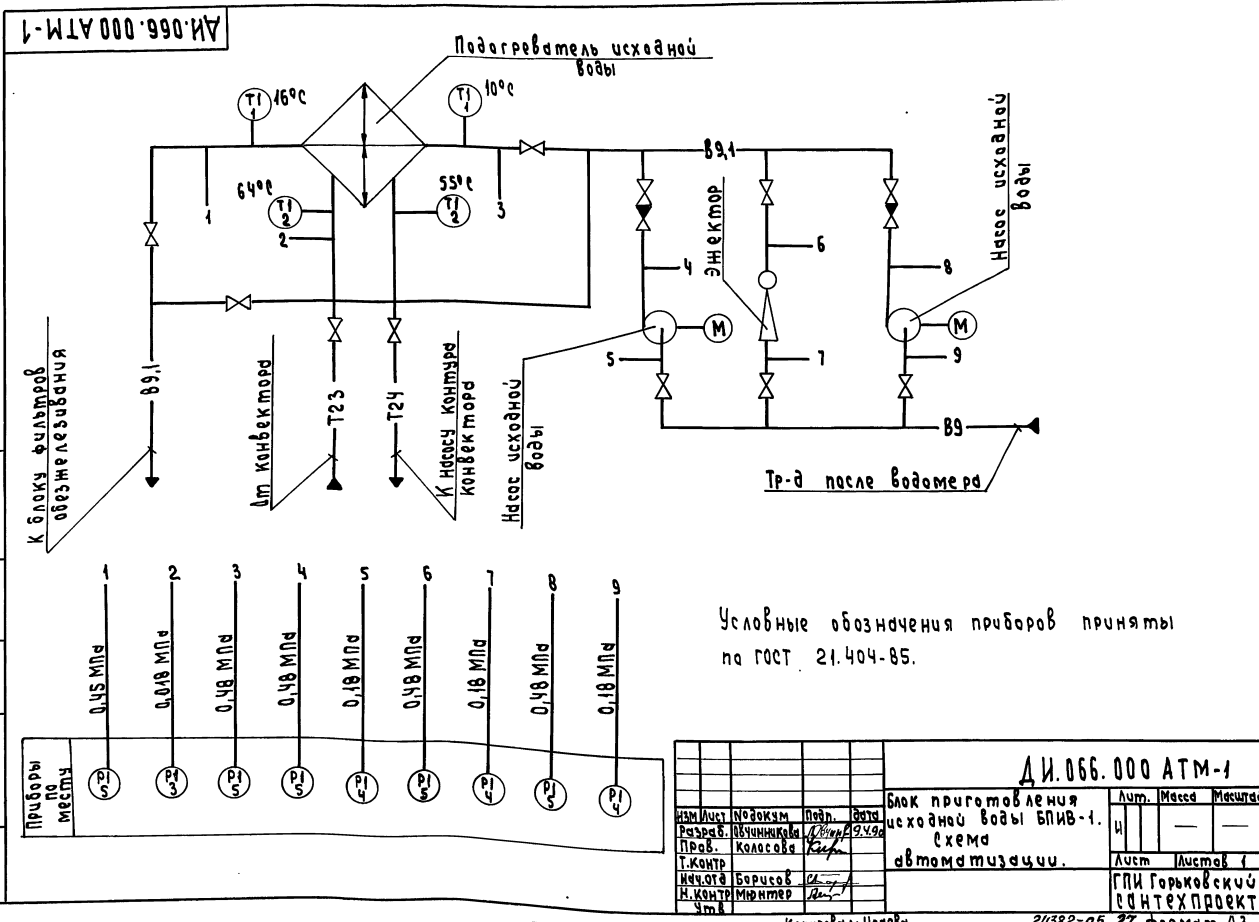 ДИ.066.000 АТМ-1
Подогреватель исходной
воды
TI
1
16°С
TI
1
10°С
64°С
TI
2
55°С
TI
2
1
2
3
В9,1
4
5
6
7
8
9
М
М
Эжектор
Насос исходной
воды
Насос исходной
воды
К блоку фильтров
обезжелезивания
В9,1
От конвектора
Т23
Т24
К насосу контура
конвектора
В9
Тр-д после водомера
1
2
3
4
5
6
7
8
9
0,45 МПа
0,018 МПа
0,48 МПа
0,48 МПа
0,18 МПа
0,48 МПа
0,18 МПа
0,48 МПа
0,18 МПа
Приборы
по
месту
PI
5
PI
3
PI
5
PI
5
PI
4
PI
5
PI
4
PI
5
PI
4
Условные обозначения приборов приняты
по ГОСТ 21.404-85.
ДИ.066.000 АТМ-1
Изм Лист №докум Подп. Дата
Разраб. Овчинникова 9.4.90
Пров. Колосова
Т.контр
Нач.отд Борисов
Н.контр Мюнтер
Утв
Блок приготовления
исходной воды БПИВ-1.
Схема
автоматизации.
Лит. Масса Масштаб
И — —
Лист Листов 1
ГПИ Горьковский
Сантехпроект